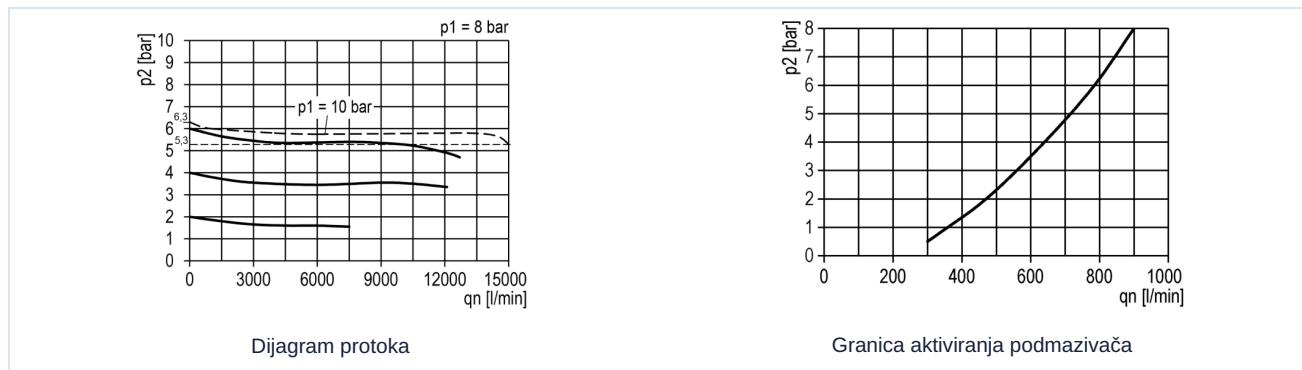 p1 = 8 bar
p2 [bar]
10
9
8
7
6,3
6
5,3
5
4
3
2
1
0
p1 = 10 bar
0 3000 6000 9000 12000 15000
qn [l/min]
Dijagram protoka
p2 [bar]
8
7
6
5
4
3
2
1
0
0 200 400 600 800 1000
qn [l/min]
Granica aktiviranja podmazivača